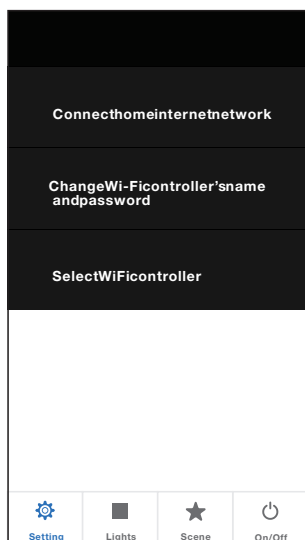 Connecthomeinternetnetwork
ChangeWi-Ficontroller'sname
andpassword
SelectWiFicontroller
Setting Lights Scene On/Off